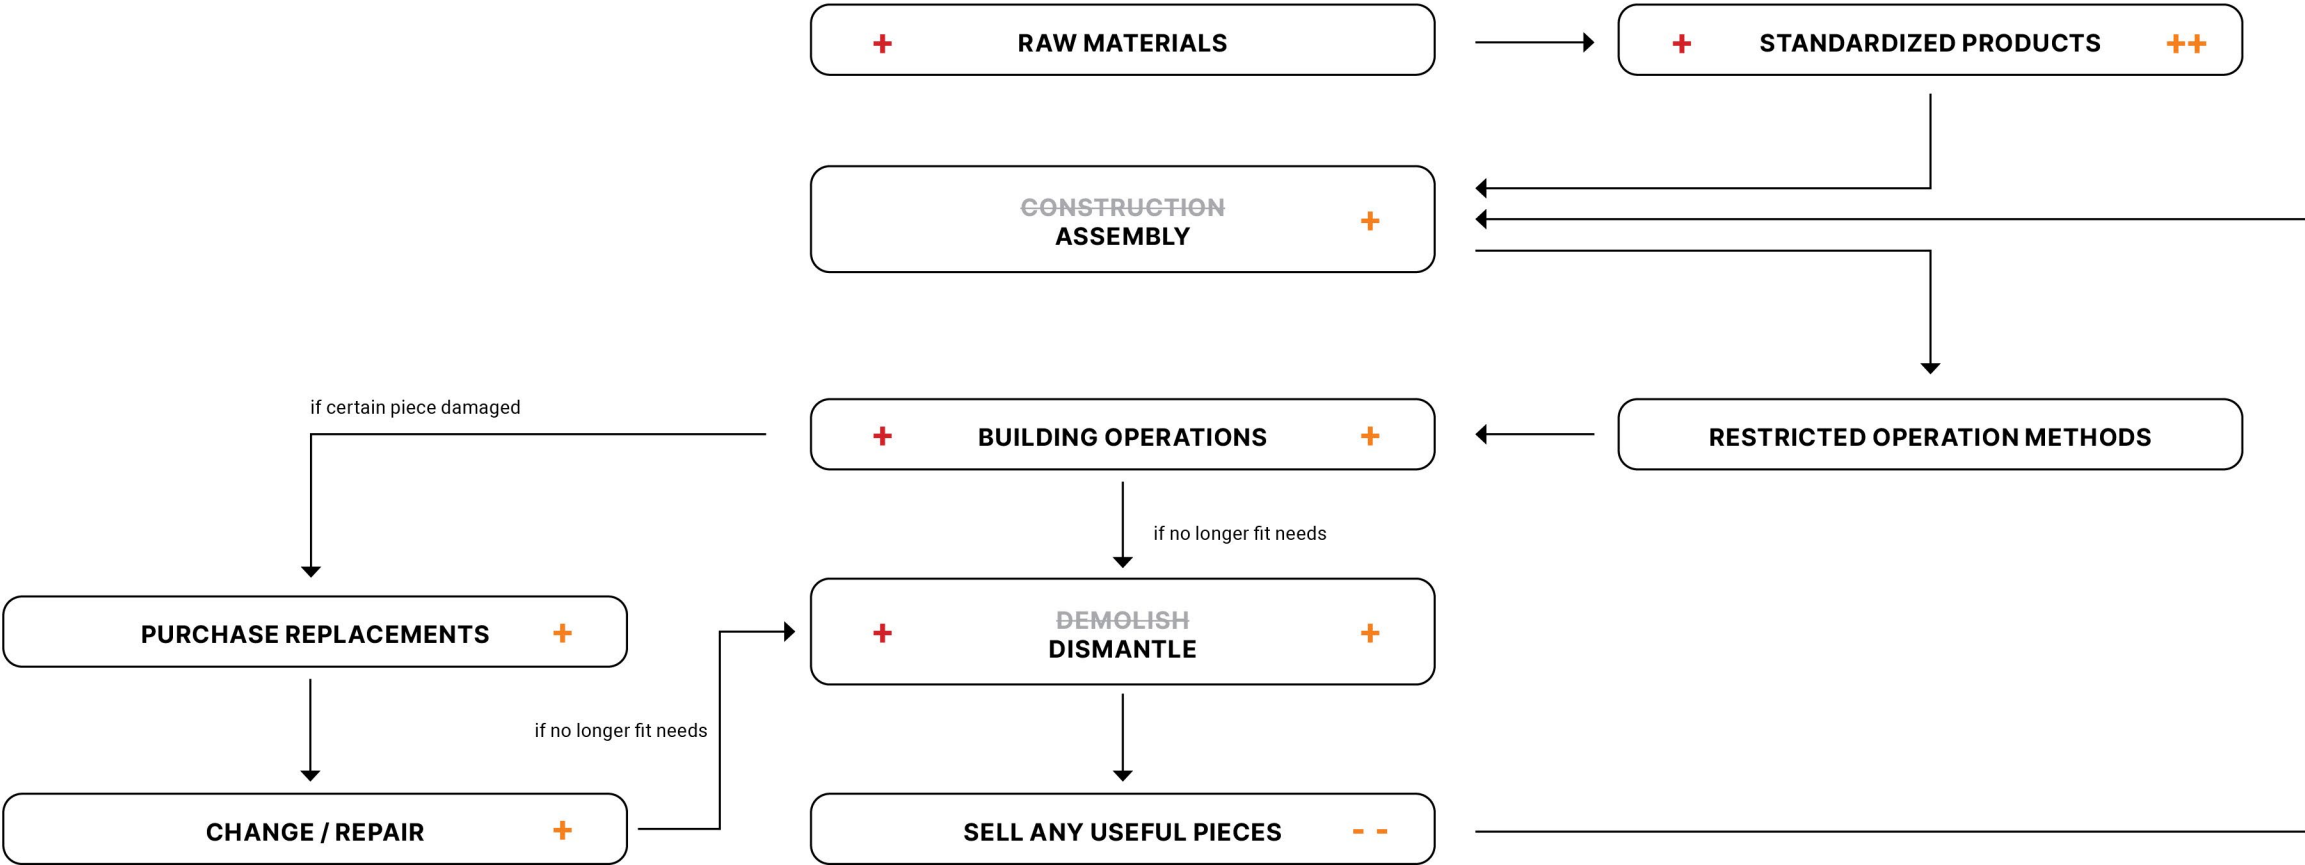 + RAW MATERIALS
+ STANDARDIZED PRODUCTS ++
CONSTRUCTION
ASSEMBLY +
if certain piece damaged
+ BUILDING OPERATIONS +
RESTRICTED OPERATION METHODS
if no longer fit needs
PURCHASE REPLACEMENTS +
DEMOLISH
+ DISMANTLE +
if no longer fit needs
CHANGE / REPAIR +
SELL ANY USEFUL PIECES - -